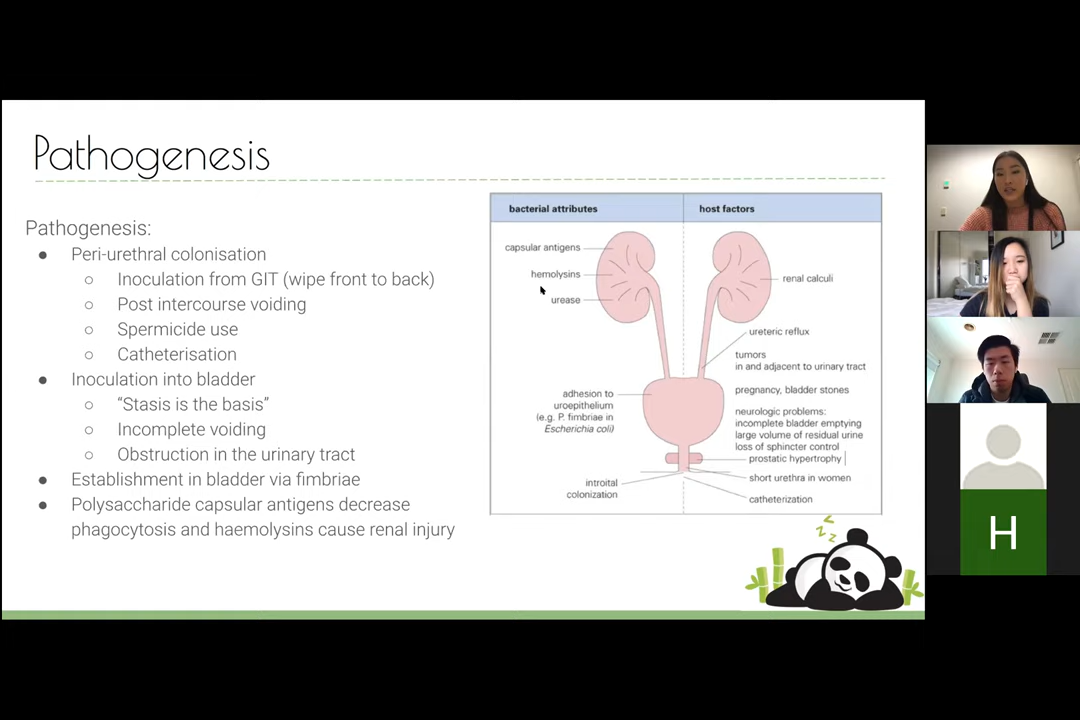 Pathogenesis
Pathogenesis:
● Peri-urethral colonisation
○ Inoculation from GIT (wipe front to back)
○ Post intercourse voiding
○ Spermicide use
○ Catheterisation
● Inoculation into bladder
○ “Stasis is the basis”
○ Incomplete voiding
○ Obstruction in the urinary tract
● Establishment in bladder via fimbriae
● Polysaccharide capsular antigens decrease
phagocytosis and haemolysins cause renal injury
bacterial attributes
capsular antigens
hemolysins
urease
adhesion to
uroepithelium
(e.g. P. fimbriae in
Escherichia coli)
introital
colonization
host factors
renal calculi
ureteric reflux
tumors
in and adjacent to urinary tract
pregnancy, bladder stones
neurologic problems:
incomplete bladder emptying
large volume of residual urine
loss of sphincter control
prostatic hypertrophy
short urethra in women
catheterization
z z z
H